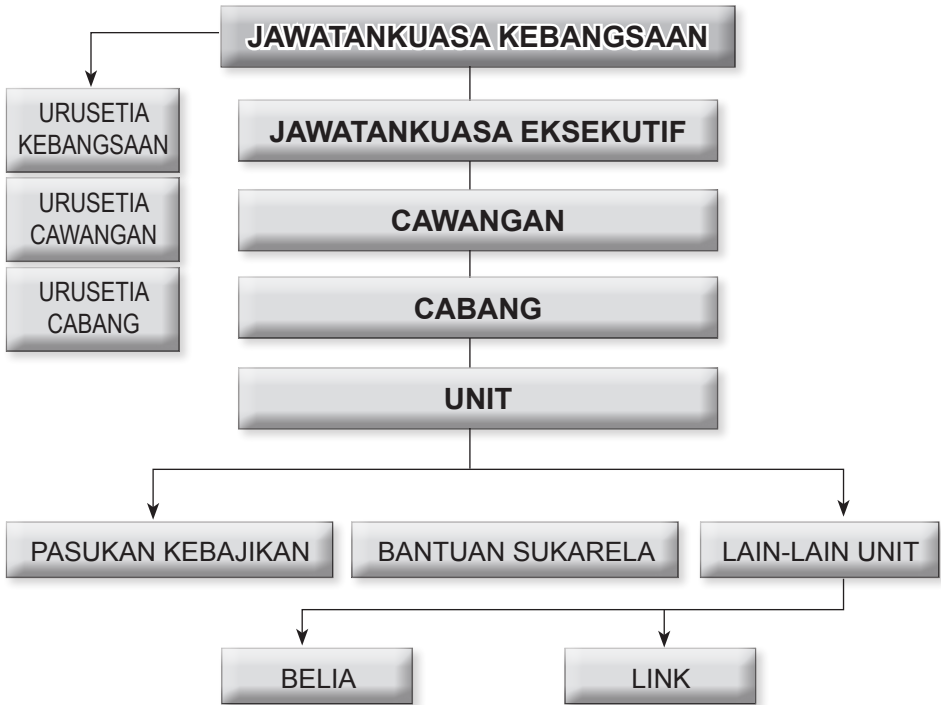 JAWATANKUASA KEBANGSAAN
URUSETIA
KEBANGSAAN
JAWATANKUASA EKSEKUTIF
URUSETIA
CAWANGAN
CAWANGAN
URUSETIA
CABANG
CABANG
UNIT
PASUKAN KEBAJIKAN
BANTUAN SUKARELA
LAIN-LAIN UNIT
BELIA
LINK